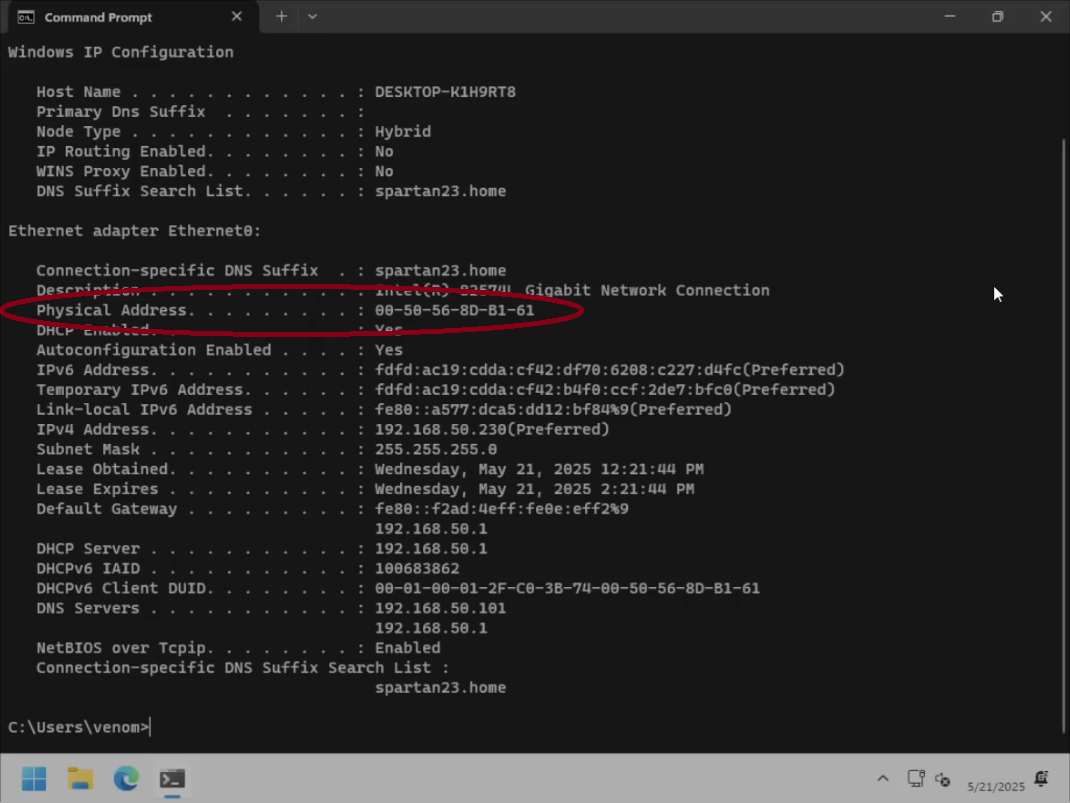 Command Prompt
Windows IP Configuration
Host Name . . . . . . . . . . . . : DESKTOP-K1H9RT8
Primary Dns Suffix  . . . . . . . :
Node Type . . . . . . . . . . . . : Hybrid
IP Routing Enabled. . . . . . . . : No
WINS Proxy Enabled. . . . . . . . : No
DNS Suffix Search List. . . . . . : spartan23.home
Ethernet adapter Ethernet0:
Connection-specific DNS Suffix  . : spartan23.home
Description . . . . . . . . . . . : Intel(R) 82574L Gigabit Network Connection
Physical Address. . . . . . . . . : 00-50-56-8D-B1-61
DHCP Enabled. . . . . . . . . . . : Yes
Autoconfiguration Enabled . . . . : Yes
IPv6 Address. . . . . . . . . . . : fdfd:ac19:cdda:cf42:df70:6208:c227:d4fc(Preferred)
Temporary IPv6 Address. . . . . . : fdfd:ac19:cdda:cf42:b4f0:ccf:2de7:bfc0(Preferred)
Link-local IPv6 Address . . . . . : fe80::a577:dca5:dd12:bf84%9(Preferred)
IPv4 Address. . . . . . . . . . . : 192.168.50.230(Preferred)
Subnet Mask . . . . . . . . . . . : 255.255.255.0
Lease Obtained. . . . . . . . . . : Wednesday, May 21, 2025 12:21:44 PM
Lease Expires . . . . . . . . . . : Wednesday, May 21, 2025 2:21:44 PM
Default Gateway . . . . . . . . . : fe80::f2ad:4eff:fe0e:eff2%9
192.168.50.1
DHCP Server . . . . . . . . . . . : 192.168.50.1
DHCPv6 IAID . . . . . . . . . . . : 100683862
DHCPv6 Client DUID. . . . . . . . : 00-01-00-01-2F-C0-3B-74-00-50-56-8D-B1-61
DNS Servers . . . . . . . . . . . : 192.168.50.101
192.168.50.1
NetBIOS over Tcpip. . . . . . . . : Enabled
Connection-specific DNS Suffix Search List :
spartan23.home
C:\Users\venom>
5/21/2025